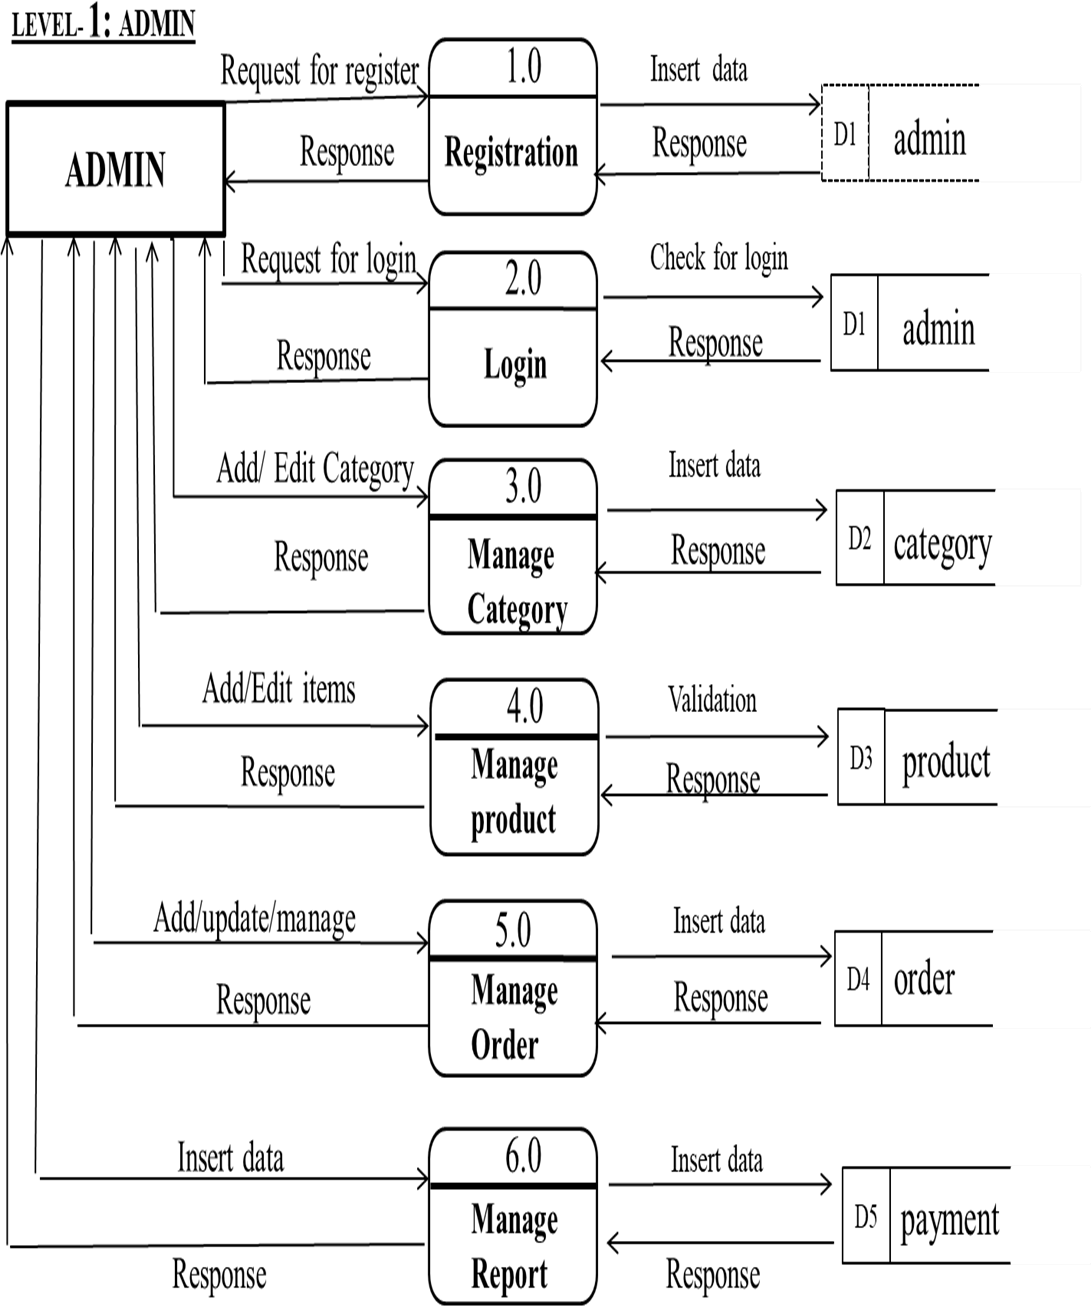 LEVEL- 1: ADMIN
ADMIN
Request for register
Response
1.0
Registration
Insert data
Response
D1
admin
Request for login
Response
2.0
Login
Check for login
Response
D1
admin
Add/ Edit Category
Response
3.0
Manage
Category
Insert data
Response
D2
category
Add/Edit items
Response
4.0
Manage
product
Validation
Response
D3
product
Add/update/manage
Response
5.0
Manage
Order
Insert data
Response
D4
order
Insert data
Response
6.0
Manage
Report
Insert data
Response
D5
payment